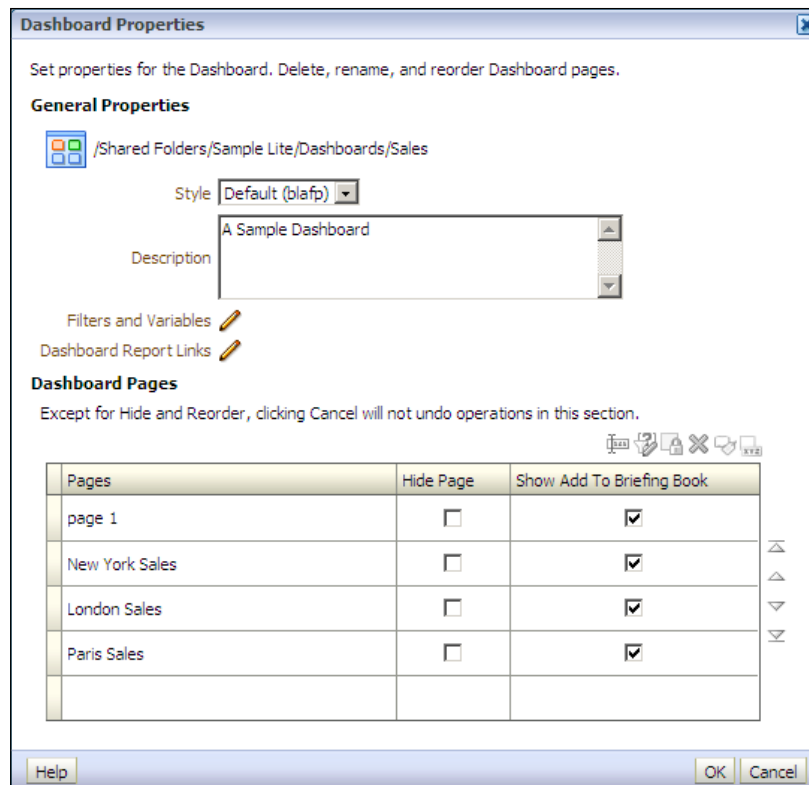 Dashboard Properties
Set properties for the Dashboard. Delete, rename, and reorder Dashboard pages.
General Properties
/Shared Folders/Sample Lite/Dashboards/Sales
Style Default (blafp)
A Sample Dashboard
Description
Filters and Variables
Dashboard Report Links
Dashboard Pages
Except for Hide and Reorder, clicking Cancel will not undo operations in this section.
Pages Hide Page Show Add To Briefing Book
page 1
New York Sales
London Sales
Paris Sales
Help OK Cancel